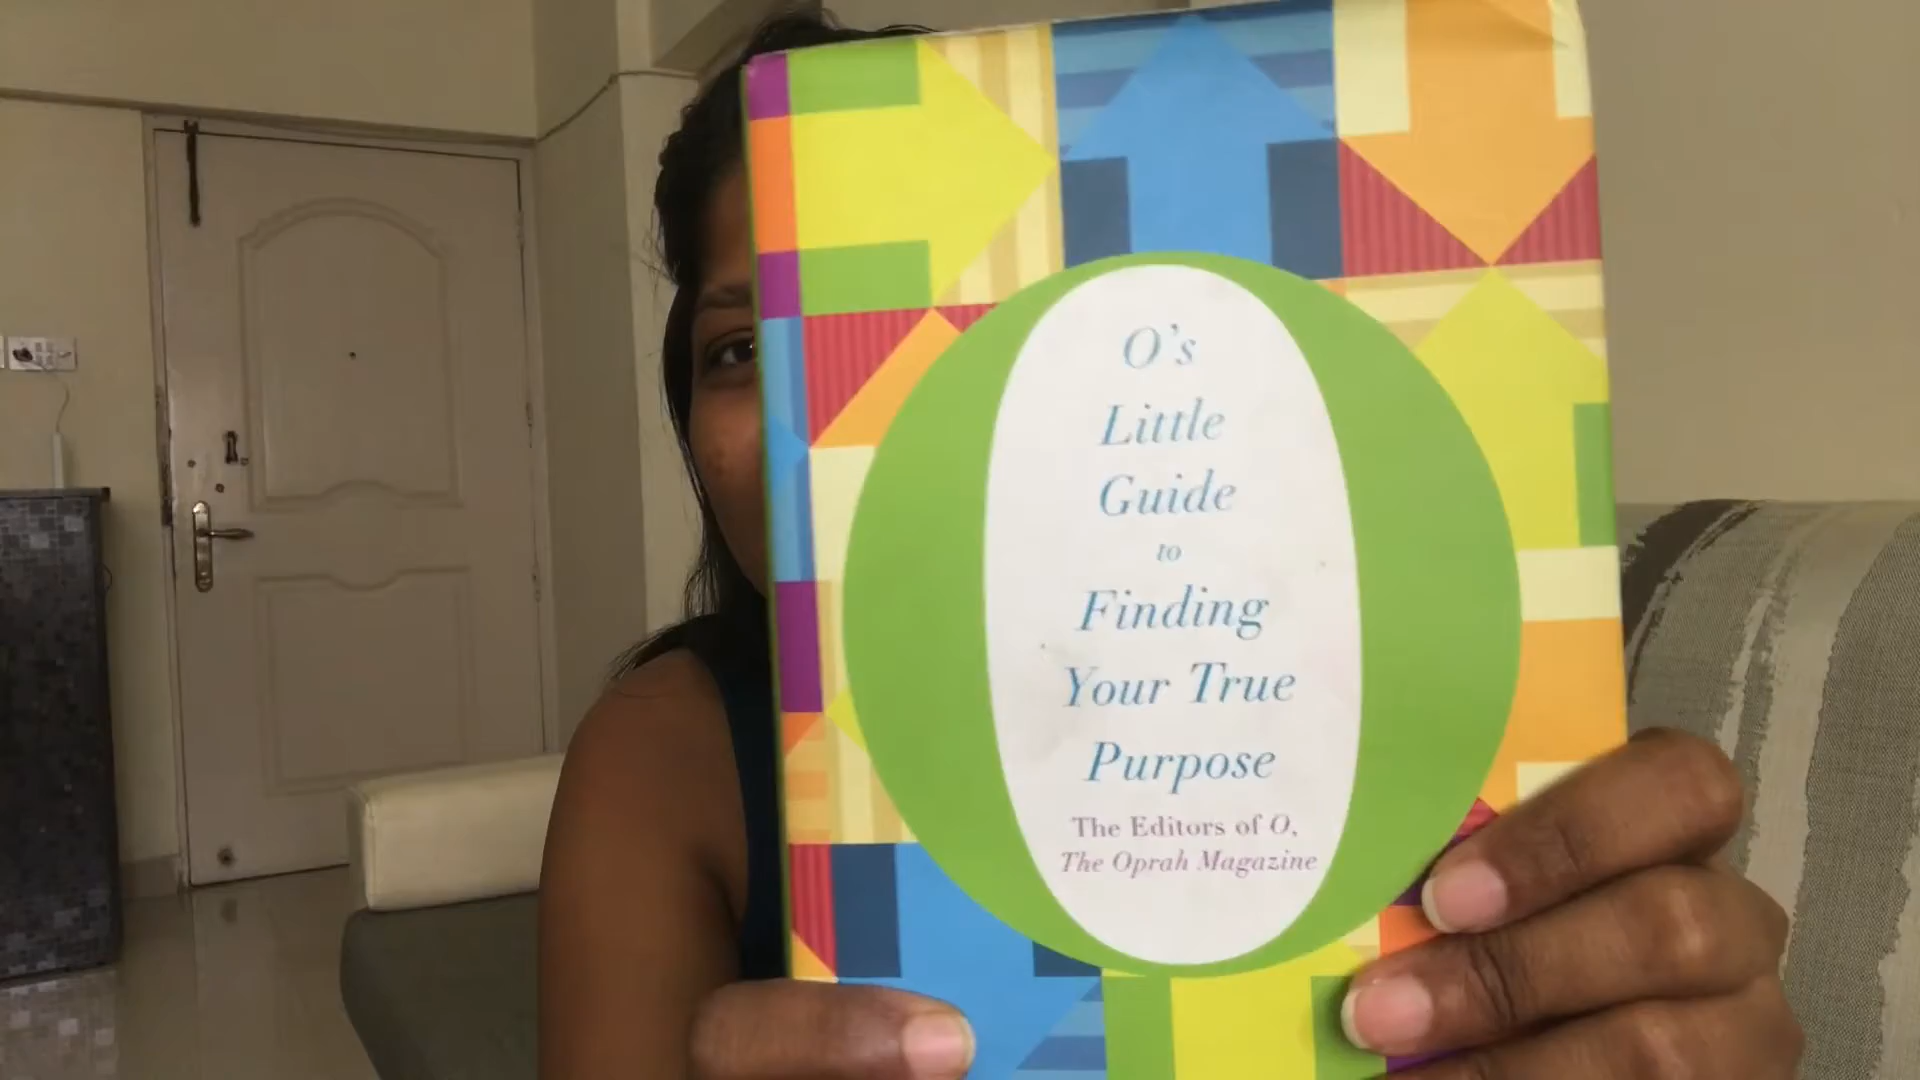 O's
Little
Guide
to
Finding
Your True
Purpose
The Editors of O,
The Oprah Magazine